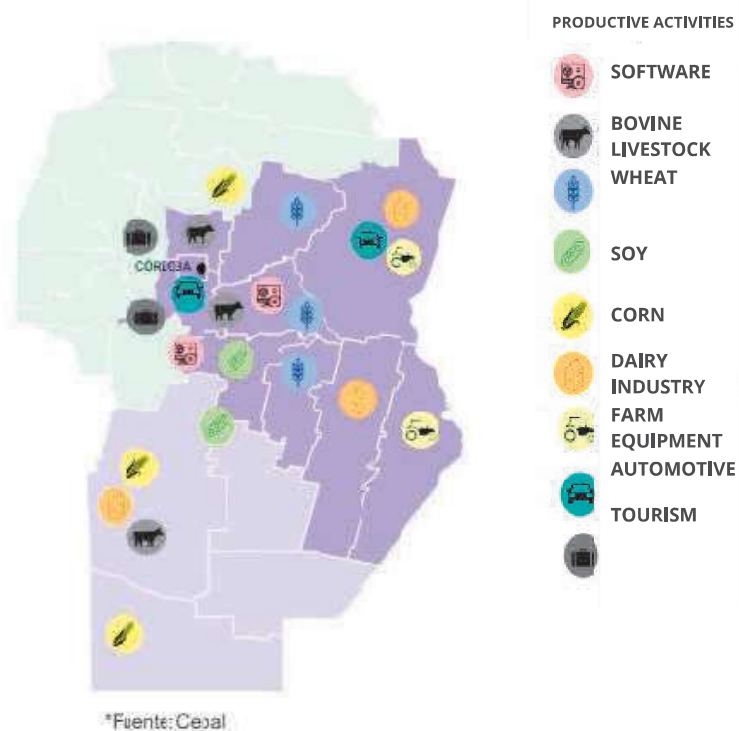 PRODUCTIVE ACTIVITIES
SOFTWARE
BOVINE
LIVESTOCK
WHEAT
SOY
CORN
DAIRY
INDUSTRY
FARM
EQUIPMENT
AUTOMOTIVE
TOURISM
*Fuente: Cepal